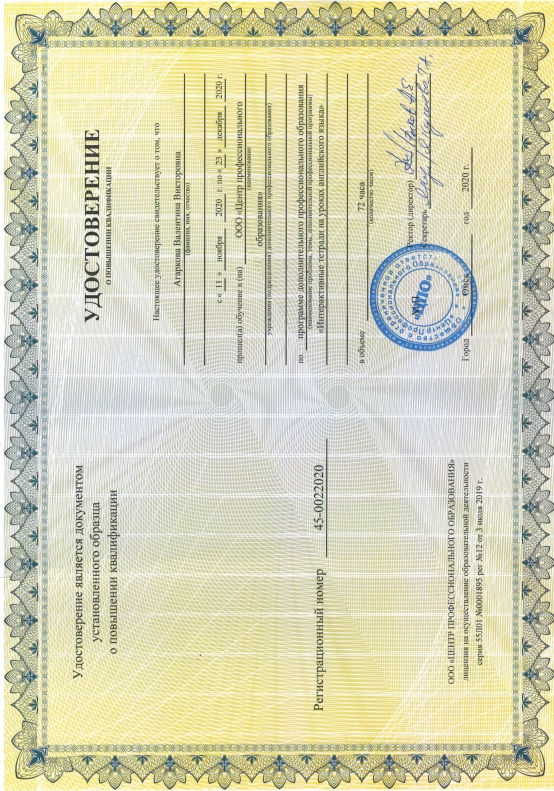 Удостоверение является документом
установленного образца
о повышении квалификации
Регистрационный номер 45-0022020
ООО «ЦЕНТР ПРОФЕССИОНАЛЬНОГО ОБРАЗОВАНИЯ»
лицензия на осуществление образовательной деятельности
серия 55Л01 №0001895 рег №12 от 3 июля 2019 г.
УДОСТОВЕРЕНИЕ
О ПОВЫШЕНИИ КВАЛИФИКАЦИИ
Настоящее удостоверение свидетельствует о том, что
Агаркова Валентина Викторовна
(фамилия, имя, отчество)
с « 11 » ноября 2020 г. по « 23 » декабря 2020 г.
прошел(а) обучение в (на) ООО «Центр профессионального
(наименование
образования»
учреждения (подразделения) дополнительного профессионального образования)
по программе дополнительного профессионального образования
(наименование проблемы, темы, дополнительной профессиональной программы)
«Интерактивные тетради на уроках английского языка»
в объеме 72 часа
(количество часов)
Ректор (директор)
Секретарь
МП
«ЦПО»
Город Омск год 2020 г.